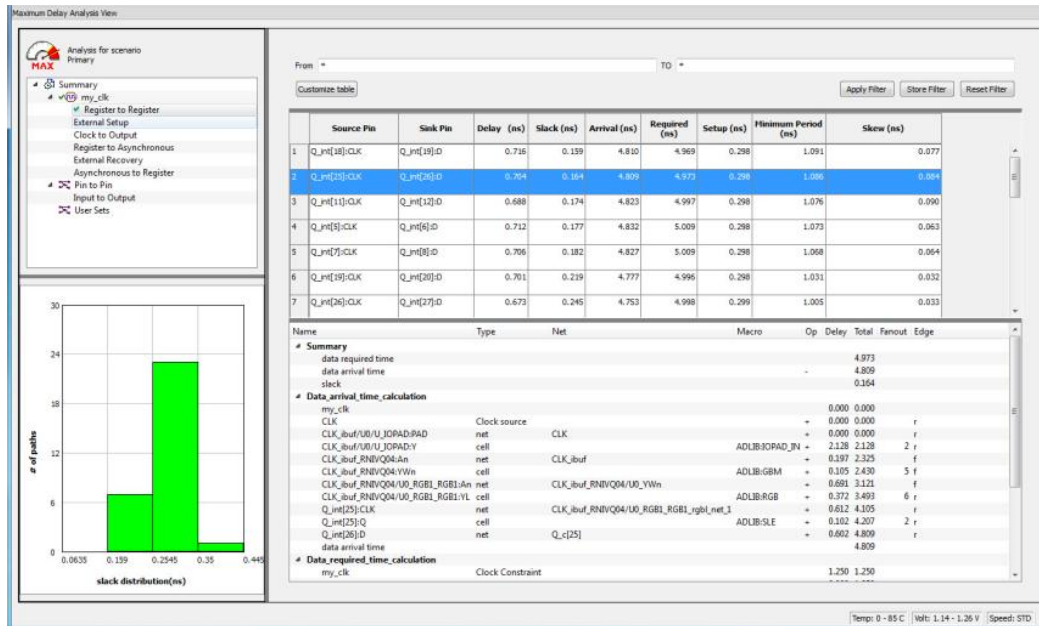 Maximum Delay Analysis View
Analysis for scenario
Primary
MAX
Summary
my_clk
Register to Register
External Setup
Clock to Output
Register to Asynchronous
External Recovery
Asynchronous to Register
Pin to Pin
Input to Output
User Sets
From * TO *
Customize table Apply Filter Store Filter Reset Filter
Source Pin Sink Pin Delay (ns) Slack (ns) Arrival (ns) Required (ns) Setup (ns) Minimum Period (ns) Skew (ns)
1 Q_int[18]:CLK Q_int[19]:D 0.716 0.159 4.810 4.969 0.298 1.091 0.077
2 Q_int[25]:CLK Q_int[26]:D 0.704 0.164 4.809 4.973 0.298 1.086 0.084
3 Q_int[11]:CLK Q_int[12]:D 0.688 0.174 4.823 4.997 0.298 1.076 0.090
4 Q_int[5]:CLK Q_int[6]:D 0.712 0.177 4.832 5.009 0.298 1.073 0.063
5 Q_int[7]:CLK Q_int[8]:D 0.706 0.182 4.827 5.009 0.298 1.068 0.064
6 Q_int[19]:CLK Q_int[20]:D 0.701 0.219 4.777 4.996 0.298 1.031 0.032
7 Q_int[26]:CLK Q_int[27]:D 0.673 0.245 4.753 4.998 0.299 1.005 0.033
Name Type Net Macro Op Delay Total Fanout Edge
Summary
data required time 4.973
data arrival time - 4.809
slack 0.164
Data_arrival_time_calculation
my_clk 0.000 0.000
CLK Clock source + 0.000 0.000 r
CLK_ibuf/U0/U_IOPAD:PAD net CLK + 0.000 0.000 r
CLK_ibuf/U0/U_IOPAD:Y cell ADLIB:IOPAD_IN + 2.128 2.128 2 r
CLK_ibuf_RNIVQ04:An net CLK_ibuf + 0.197 2.325 f
CLK_ibuf_RNIVQ04:YWn cell ADLIB:GBM + 0.105 2.430 5 f
CLK_ibuf_RNIVQ04/U0_RGB1_RGB1:An net CLK_ibuf_RNIVQ04/U0_YWn + 0.691 3.121 f
CLK_ibuf_RNIVQ04/U0_RGB1_RGB1:YL cell ADLIB:RGB + 0.372 3.493 6 r
Q_int[25]:CLK net CLK_ibuf_RNIVQ04/U0_RGB1_RGB1_rgbl_net_1 + 0.612 4.105 r
Q_int[25]:Q cell ADLIB:SLE + 0.102 4.207 2 r
Q_int[26]:D net Q_c[25] + 0.602 4.809 r
data arrival time 4.809
Data_required_time_calculation
my_clk Clock Constraint 1.250 1.250
# of paths
30
24
18
12
6
0
0.0635 0.159 0.2545 0.35 0.445
slack distribution(ns)
Temp: 0 - 85 C Volt: 1.14 - 1.26 V Speed: STD